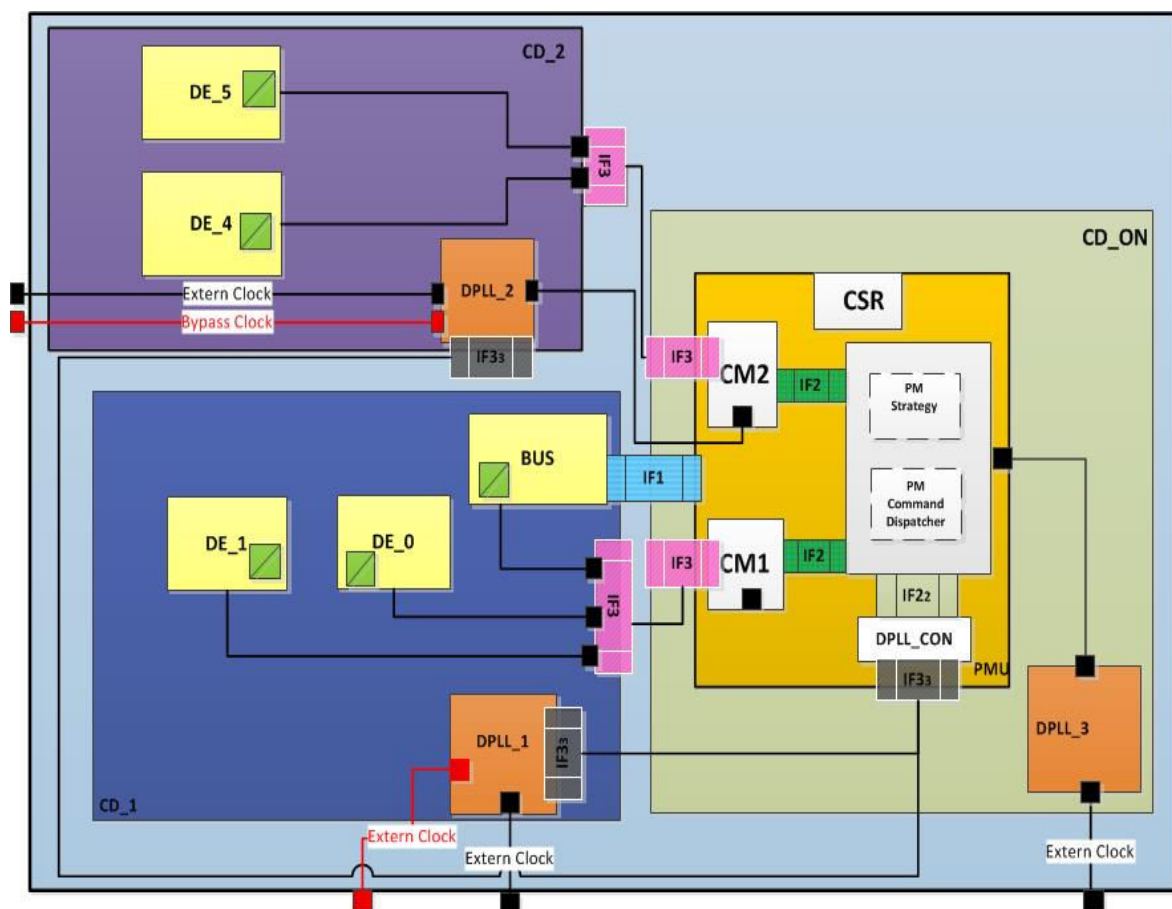 CD_2
DE_5
IF3
DE_4
CD_ON
Extern Clock
DPLL_2
CSR
Bypass Clock
IF33
IF3
CM2
IF2
PM
Strategy
BUS
IF1
PM
Command
Dispatcher
DE_1
DE_0
IF3
IF3
CM1
IF2
IF22
DPLL_CON
IF33
PMU
DPLL_1
IF33
DPLL_3
CD_1
Extern Clock
Extern Clock
Extern Clock